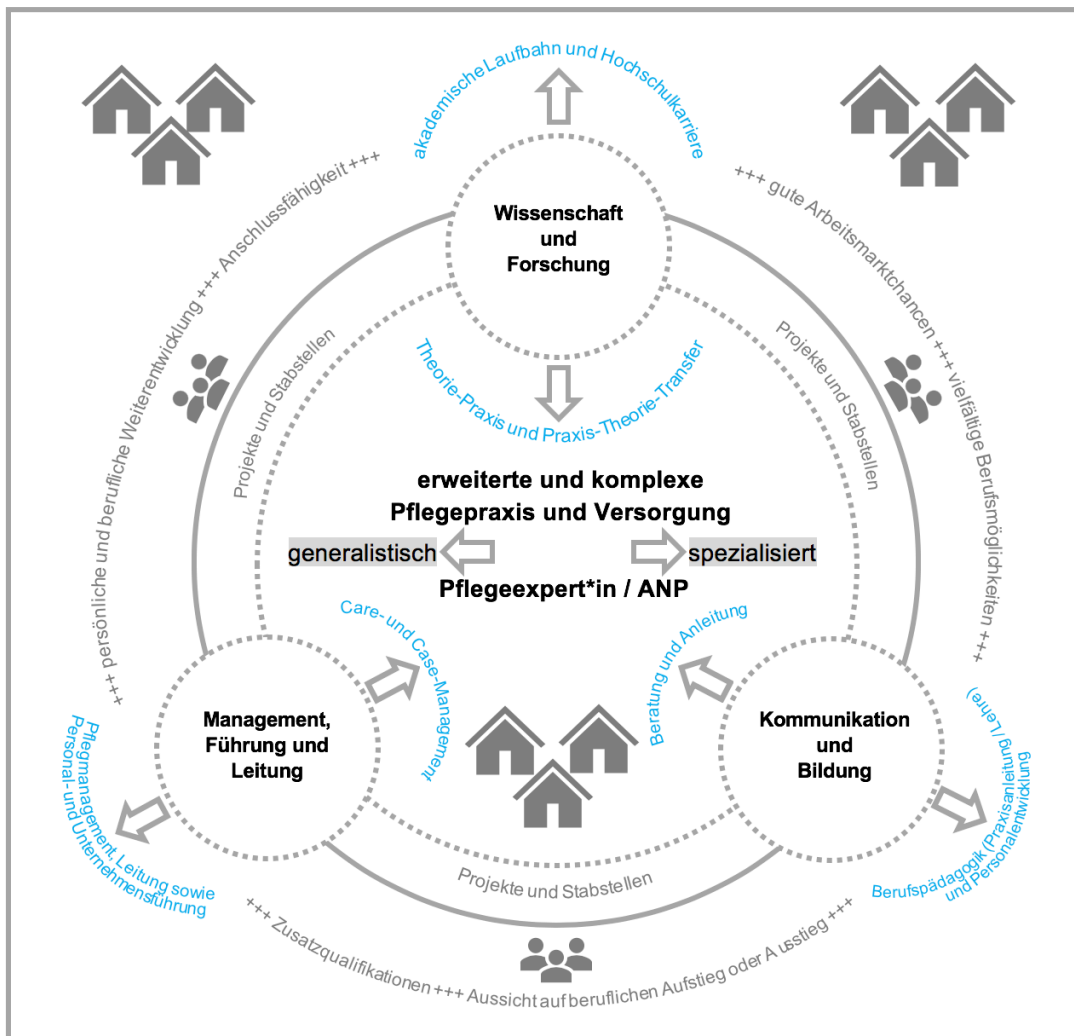 akademische Laufbahn und Hochschulkarriere
Wissenschaft
und
Forschung
+++ persönliche und berufliche Weiterentwicklung +++ Anschlussfähigkeit +++
+++ gute Arbeitsmarktchancen +++ vielfältige Berufsmöglichkeiten +++
Projekte und Stabstellen
Projekte und Stabstellen
Theorie-Praxis und Praxis-Theorie-Transfer
erweiterte und komplexe
Pflegepraxis und Versorgung
generalistisch
spezialisiert
Pflegeexpert*in / ANP
Care- und Case-Management
Beratung und Anleitung
Management,
Führung und
Leitung
Kommunikation
und
Bildung
Pflegmanagement, Leitung sowie
Personal- und Unternehmensführung
Berufspädagogik (Praxisanleitung / Lehre)
und Personalentwicklung
Projekte und Stabstellen
+++ Zusatzqualifikationen +++ Aussicht auf beruflichen Aufstieg oder A usstieg +++